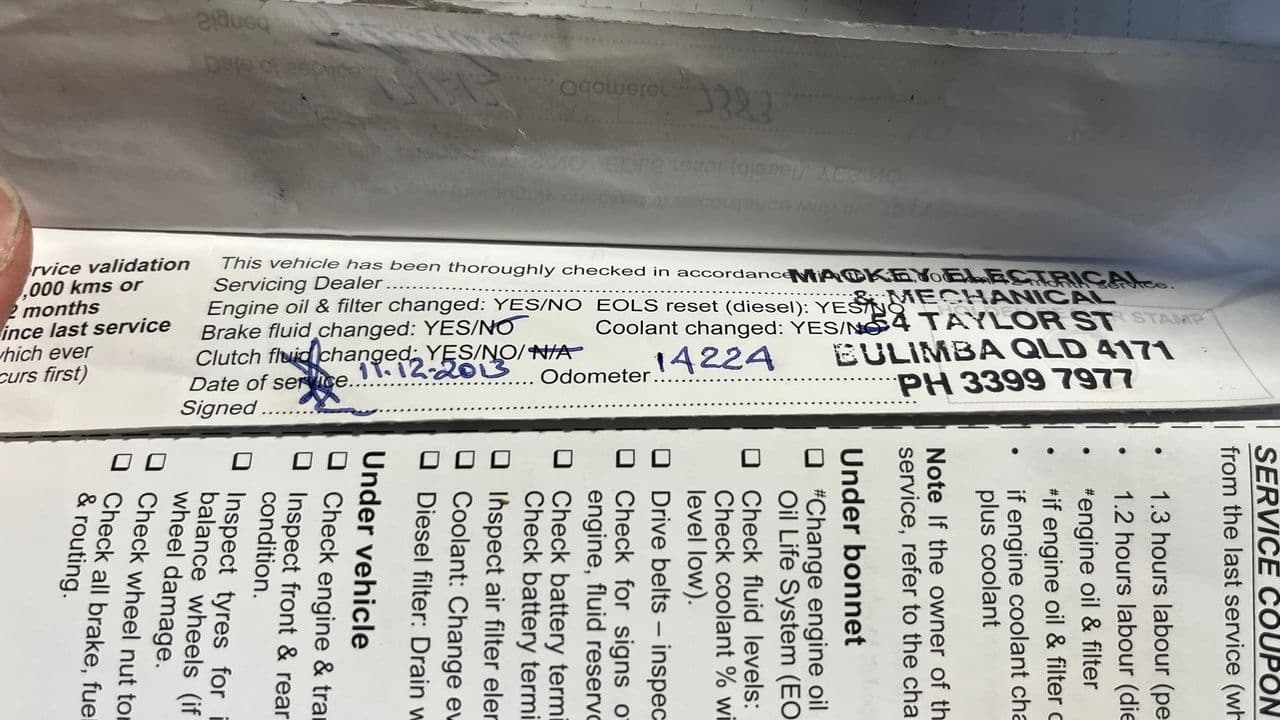 Signed
Date of service
Odometer 7383
rvice validation
,000 kms or
2 months
ince last service
which ever
curs first)
This vehicle has been thoroughly checked in accordance
Servicing Dealer
Engine oil & filter changed: YES/NO EOLS reset (diesel): YES/NO
Brake fluid changed: YES/NO Coolant changed: YES/NO
Clutch fluid changed: YES/NO/N/A
Date of service 11.12.2013 Odometer 14224
Signed
MACKEY ELECTRICAL
& MECHANICAL
34 TAYLOR ST
BULIMBA QLD 4171
PH 3399 7977
STAMP
SERVICE COUPON
from the last service (wh
• 1.3 hours labour (pe
• 1.2 hours labour (die
• #engine oil & filter
• #if engine oil & filter c
• if engine coolant cha
plus coolant
Note If the owner of th
service, refer to the cha
Under bonnet
#Change engine oil
Oil Life System (EO
Check fluid levels:
Check coolant % wi
level low).
Drive belts – inspec
Check for signs o
engine, fluid reservo
Check battery termi
Check battery termi
Inspect air filter eler
Coolant: Change ev
Diesel filter: Drain w
Under vehicle
Check engine & trai
Inspect front & rear
condition.
Inspect tyres for i
balance wheels (if
wheel damage.
Check wheel nut tor
Check all brake, fuel
& routing.